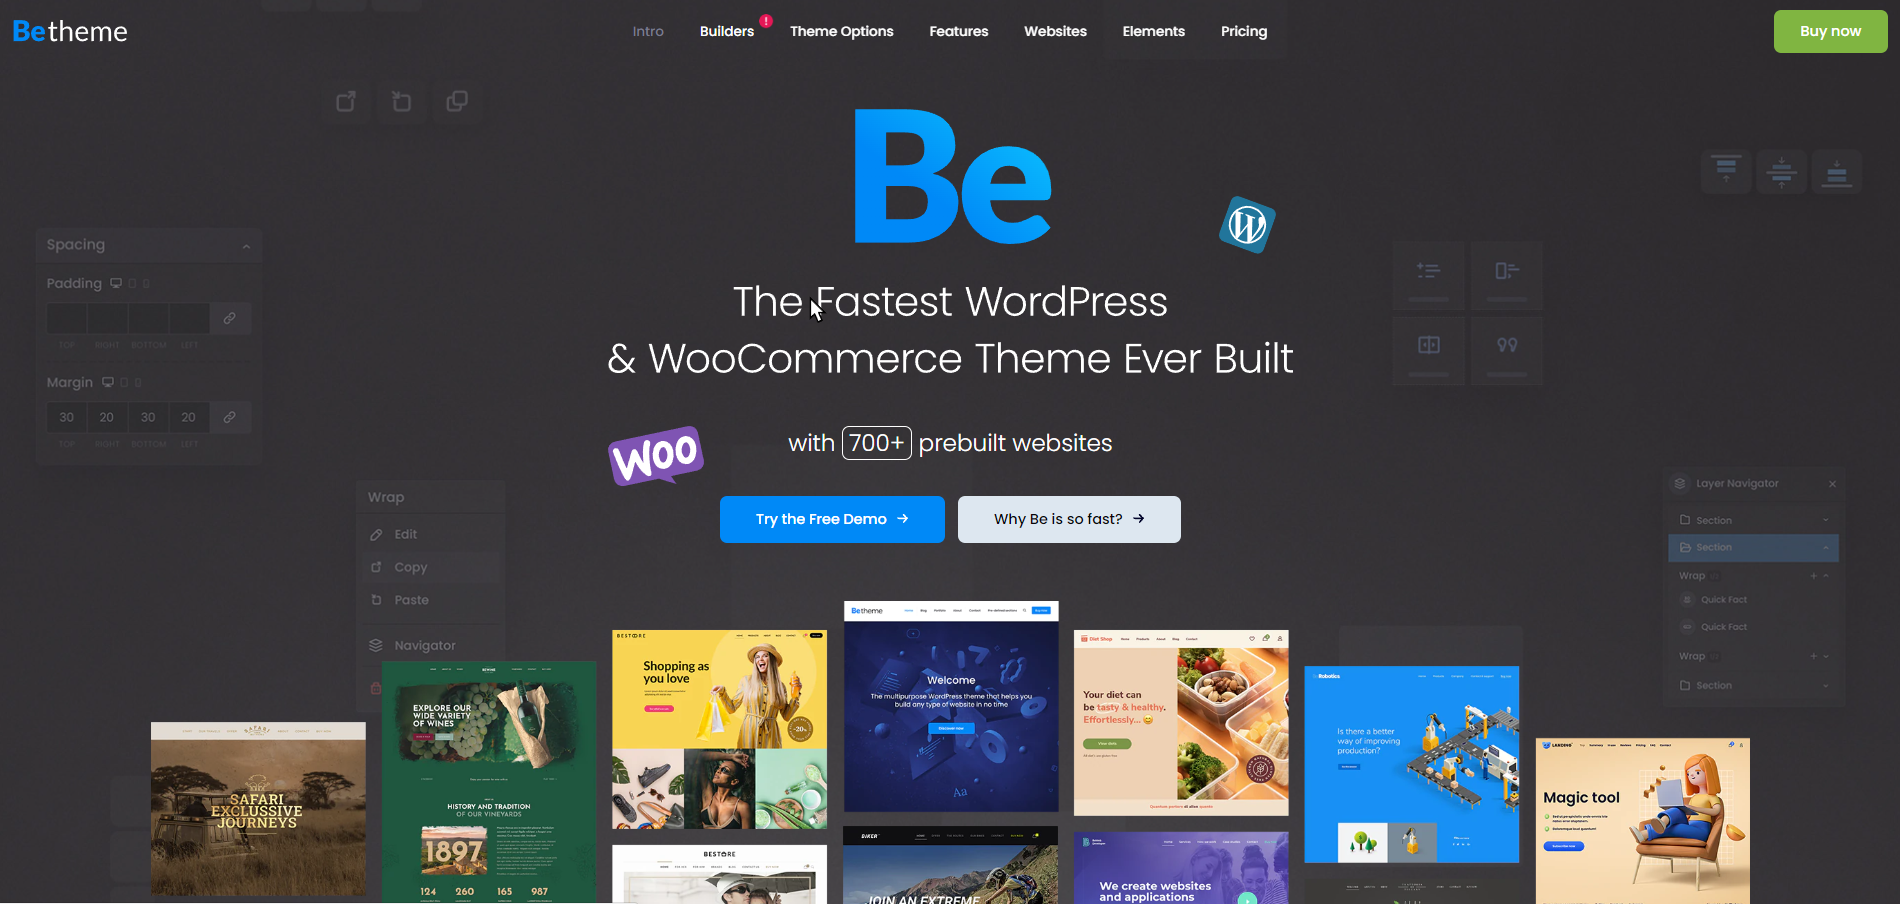 Betheme
Intro
Builders
!
Theme Options
Features
Websites
Elements
Pricing
Buy now
Be
The Fastest WordPress
& WooCommerce Theme Ever Built
with 700+ prebuilt websites
WOO
Try the Free Demo →
Why Be is so fast? →
Spacing
Padding
TOP RIGHT BOTTOM LEFT
Margin
30 20 30 20
TOP RIGHT BOTTOM LEFT
Wrap
Edit
Copy
Paste
Navigator
Layer Navigator
Section
Section
Wrap
Quick Fact
Quick Fact
Wrap
Section
SAFARI
EXCLUSSIVE
JOURNEYS
EXPLORE OUR
WIDE VARIETY
OF WINES
HISTORY AND TRADITION
OF OUR VINEYARDS
1897
124 260 165 987
BESTORE
Shopping as
you love
-20%
BESTORE
Betheme
Welcome
The multipurpose WordPress theme that helps you
build any type of website in no time
Discover now
Aa
BIKER
JOIN AN EXTREME
Diet Shop
Your diet can
be tasty & healthy.
Effortlessly...
We create websites
and applications
beRobotics
Is there a better
way of improving
production?
LANDING
Magic tool